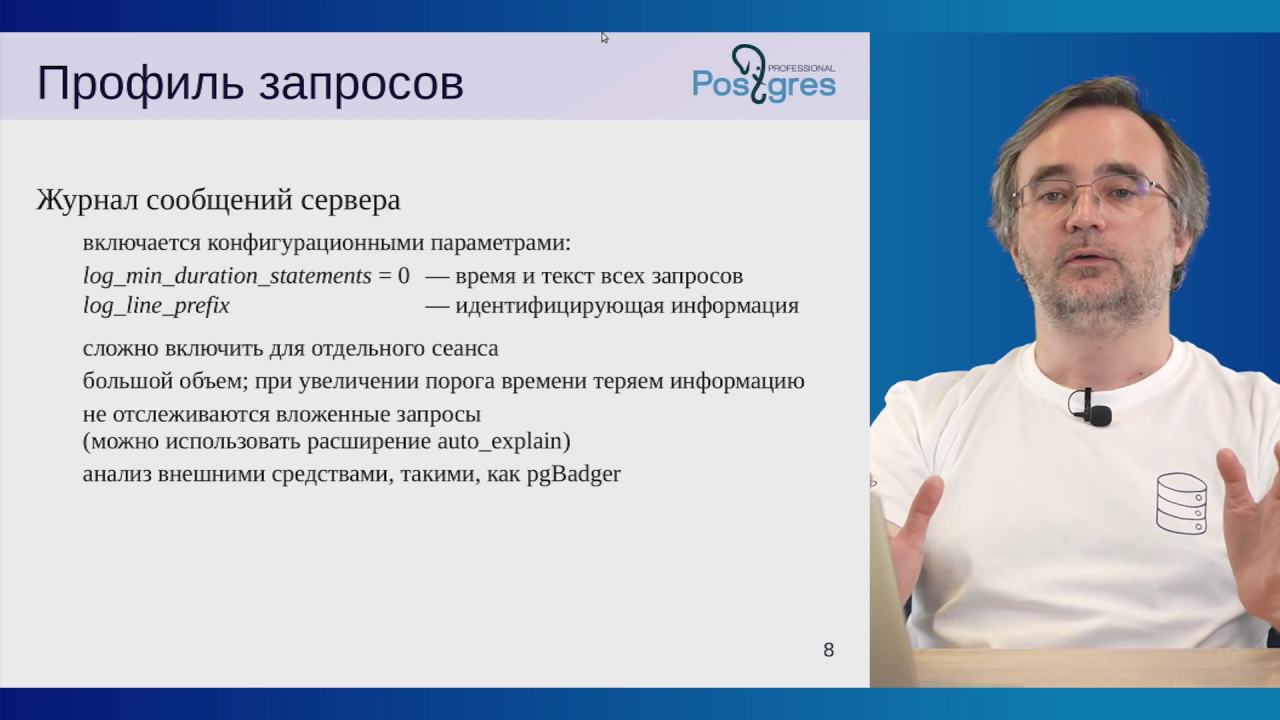 Профиль запросов
PROFESSIONAL
Postgres
Журнал сообщений сервера
включается конфигурационными параметрами:
log_min_duration_statements = 0 — время и текст всех запросов
log_line_prefix — идентифицирующая информация
сложно включить для отдельного сеанса
большой объем; при увеличении порога времени теряем информацию
не отслеживаются вложенные запросы
(можно использовать расширение auto_explain)
анализ внешними средствами, такими, как pgBadger
8